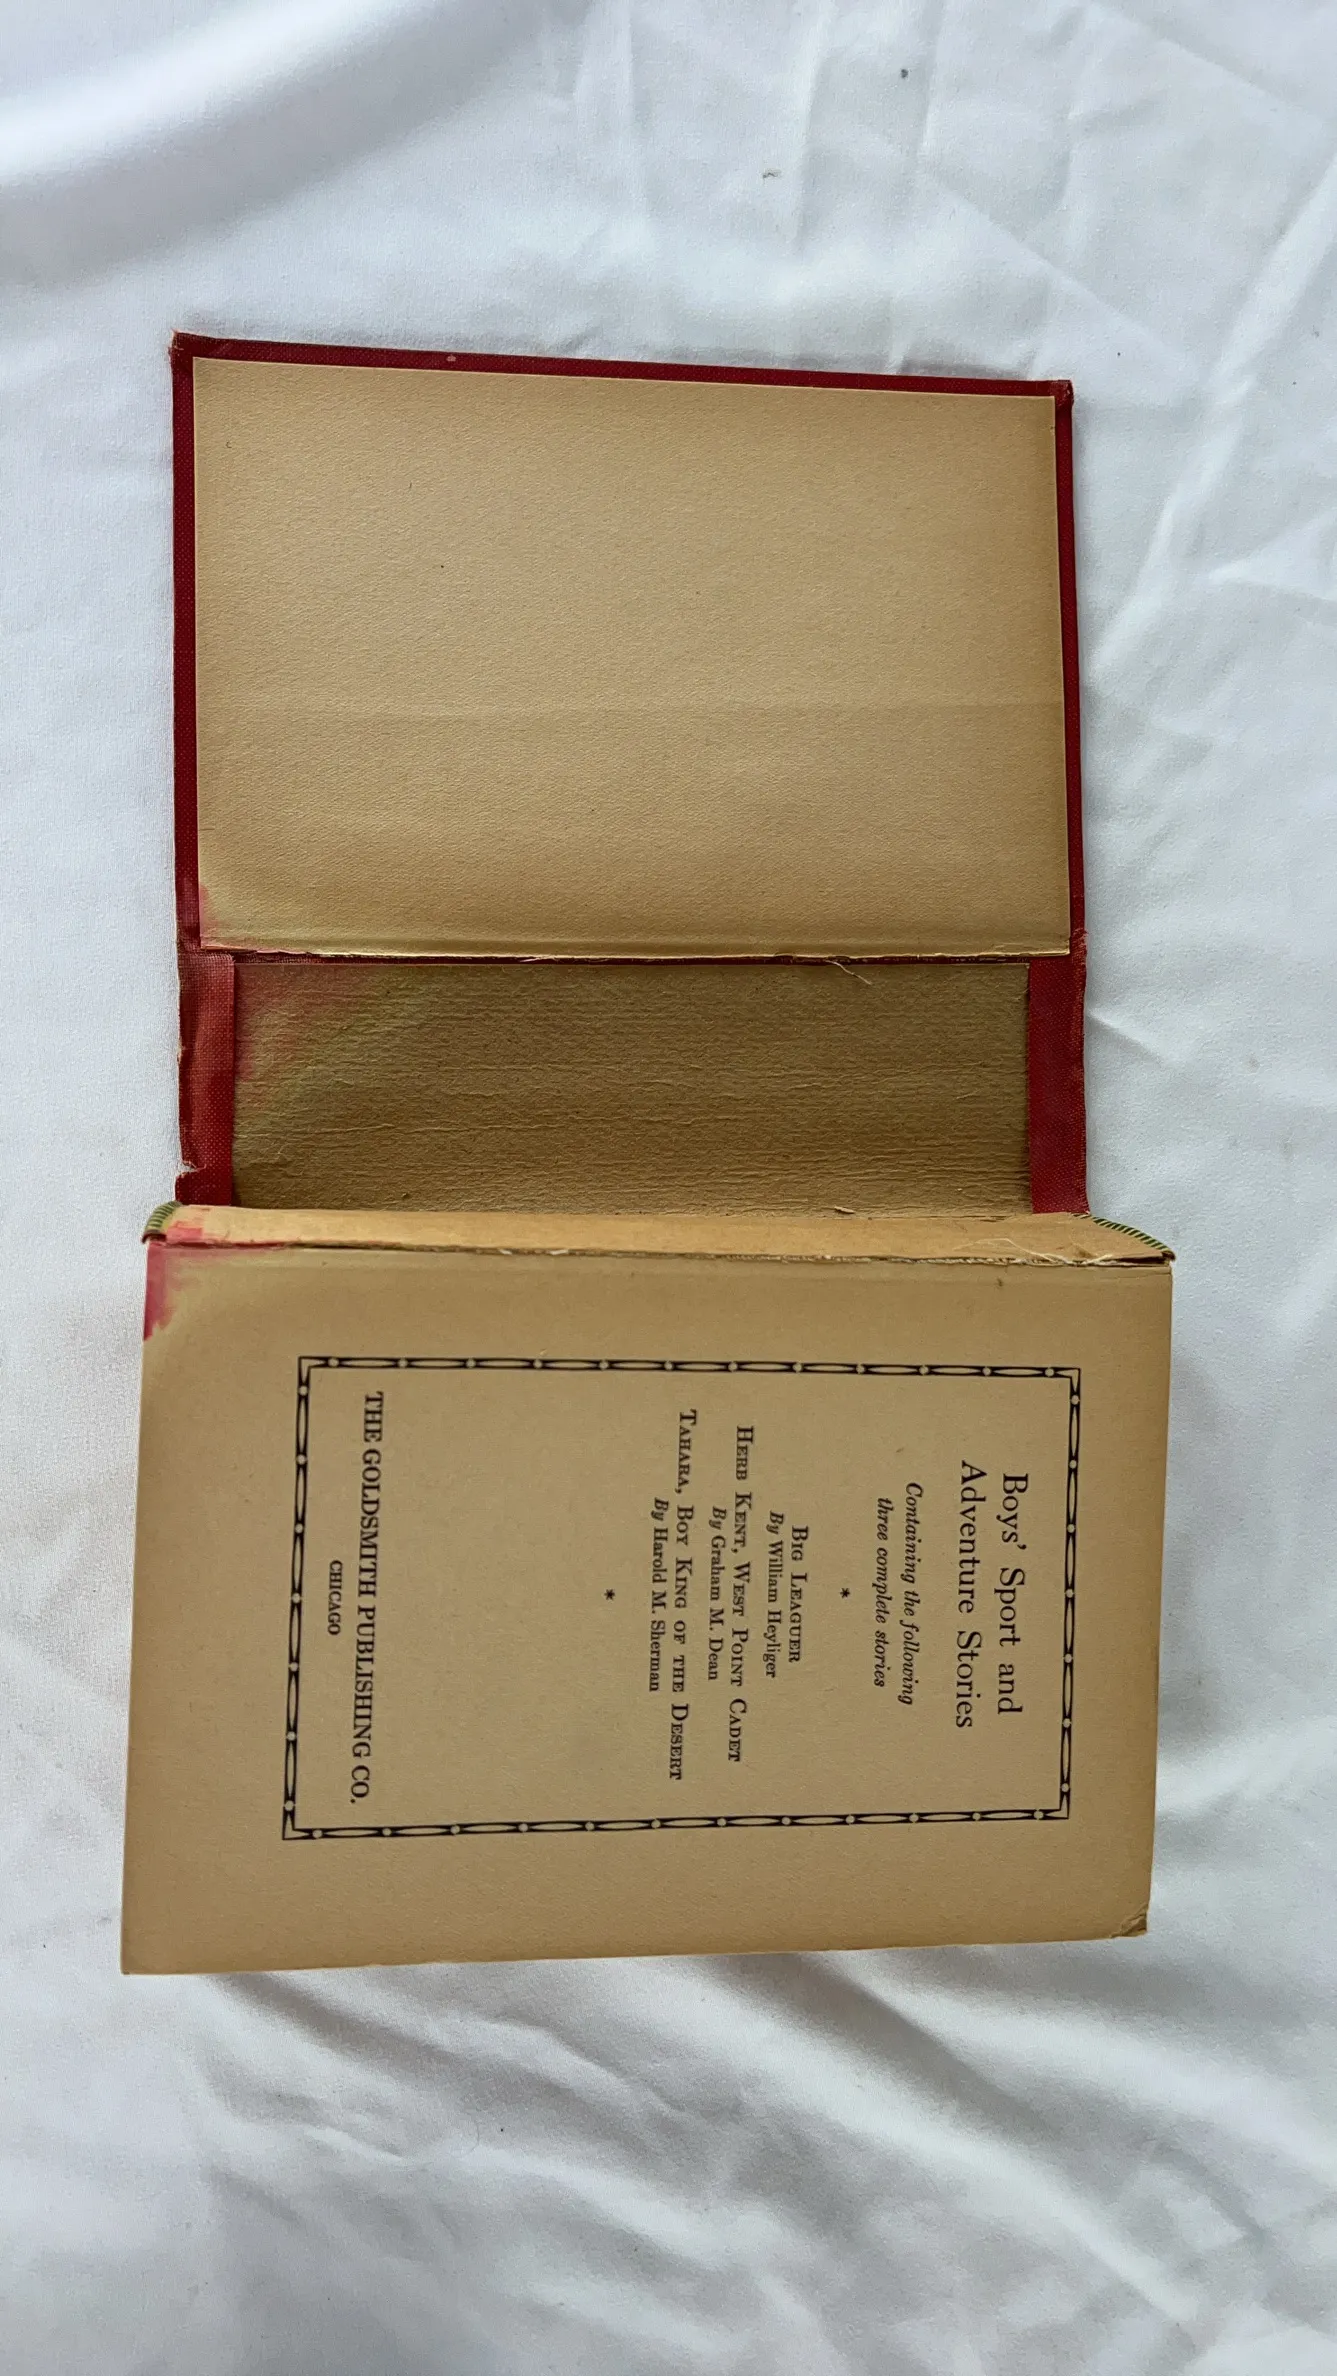 Boys' Sport and
Adventure Stories
Containing the following
three complete stories
*
BIG LEAGUER
By William Heyliger
HERB KENT, WEST POINT CADET
By Graham M. Dean
TAHARA, BOY KING OF THE DESERT
By Harold M. Sherman
*
THE GOLDSMITH PUBLISHING CO.
CHICAGO